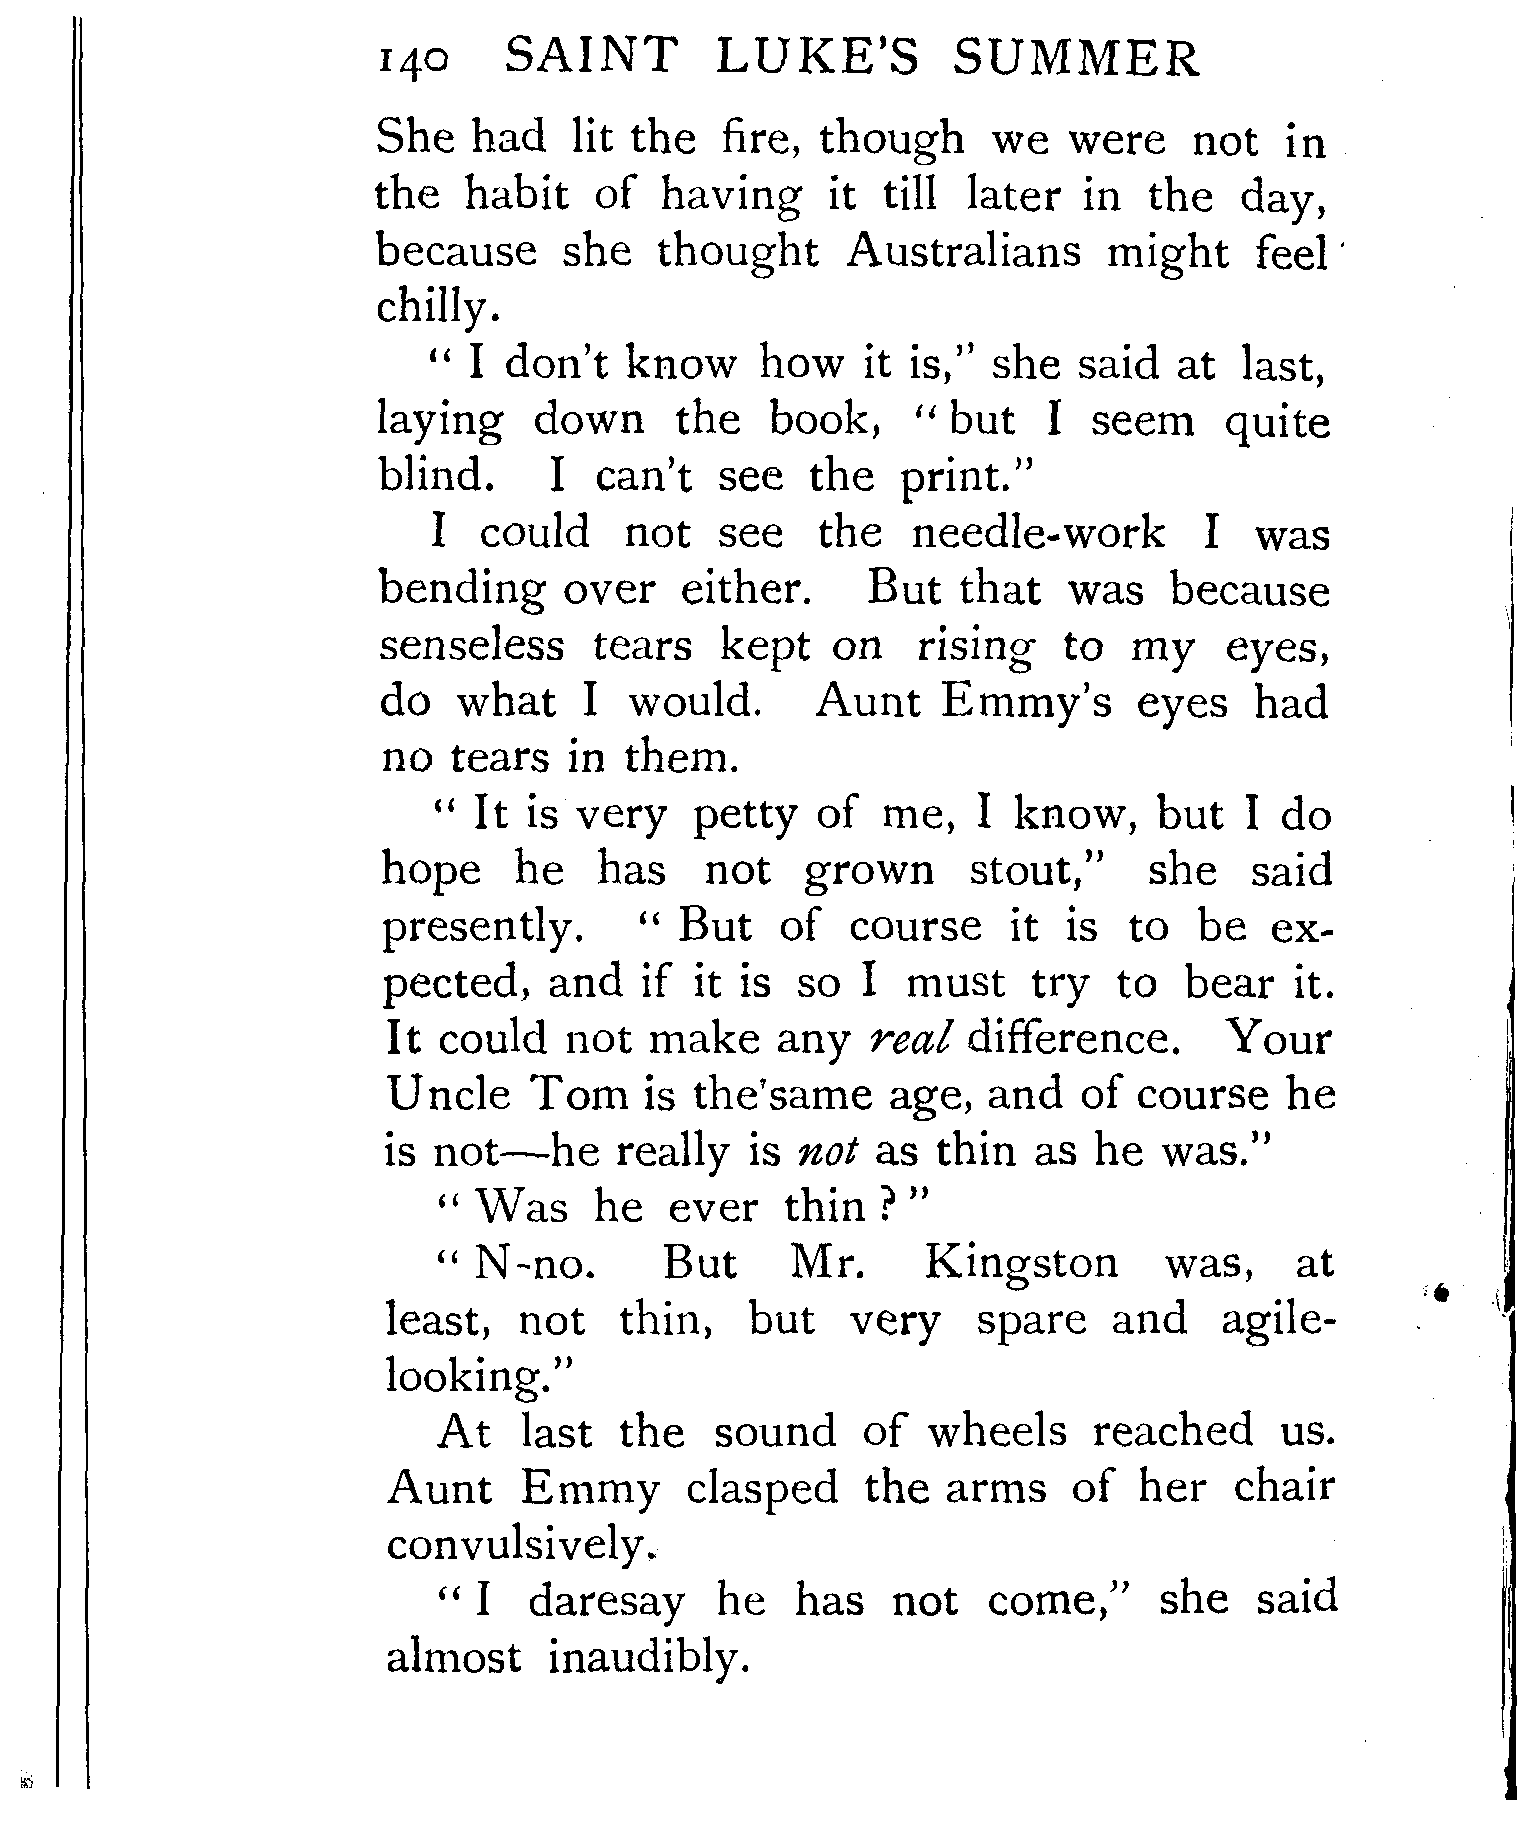 140 SAINT LUKE'S SUMMER
She had lit the fire, though we were not in
the habit of having it till later in the day,
because she thought Australians might feel
chilly.
“ I don't know how it is,” she said at last,
laying down the book, “ but I seem quite
blind. I can't see the print.”
I could not see the needle-work I was
bending over either. But that was because
senseless tears kept on rising to my eyes,
do what I would. Aunt Emmy's eyes had
no tears in them.
“ It is very petty of me, I know, but I do
hope he has not grown stout,” she said
presently. “ But of course it is to be ex-
pected, and if it is so I must try to bear it.
It could not make any real difference. Your
Uncle Tom is the same age, and of course he
is not—he really is not as thin as he was.”
“ Was he ever thin ? ”
“ N-no. But Mr. Kingston was, at
least, not thin, but very spare and agile-
looking.”
At last the sound of wheels reached us.
Aunt Emmy clasped the arms of her chair
convulsively.
“ I daresay he has not come,” she said
almost inaudibly.